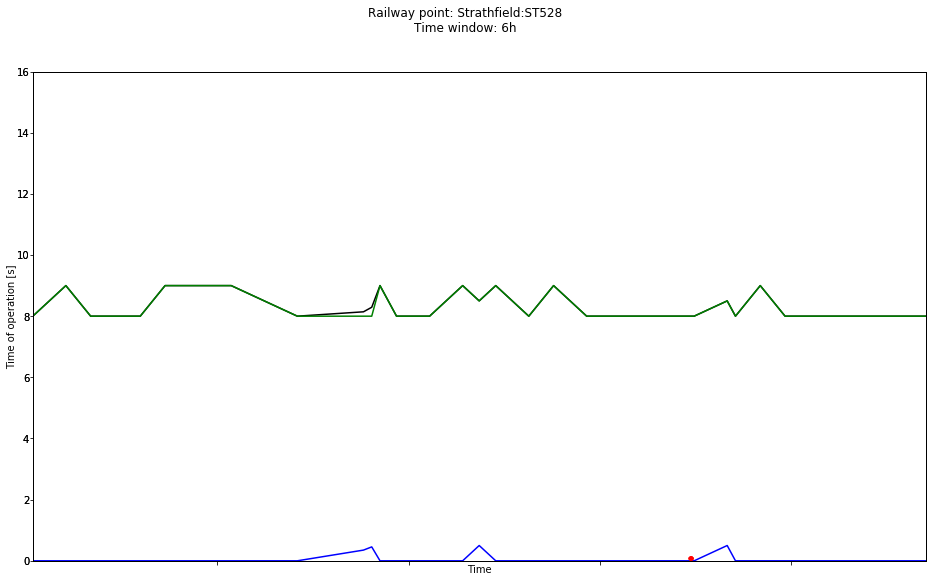 Railway point: Strathfield:ST528
Time window: 6h
16
14
12
10
8
6
4
2
0
Time of operation [s]
Time